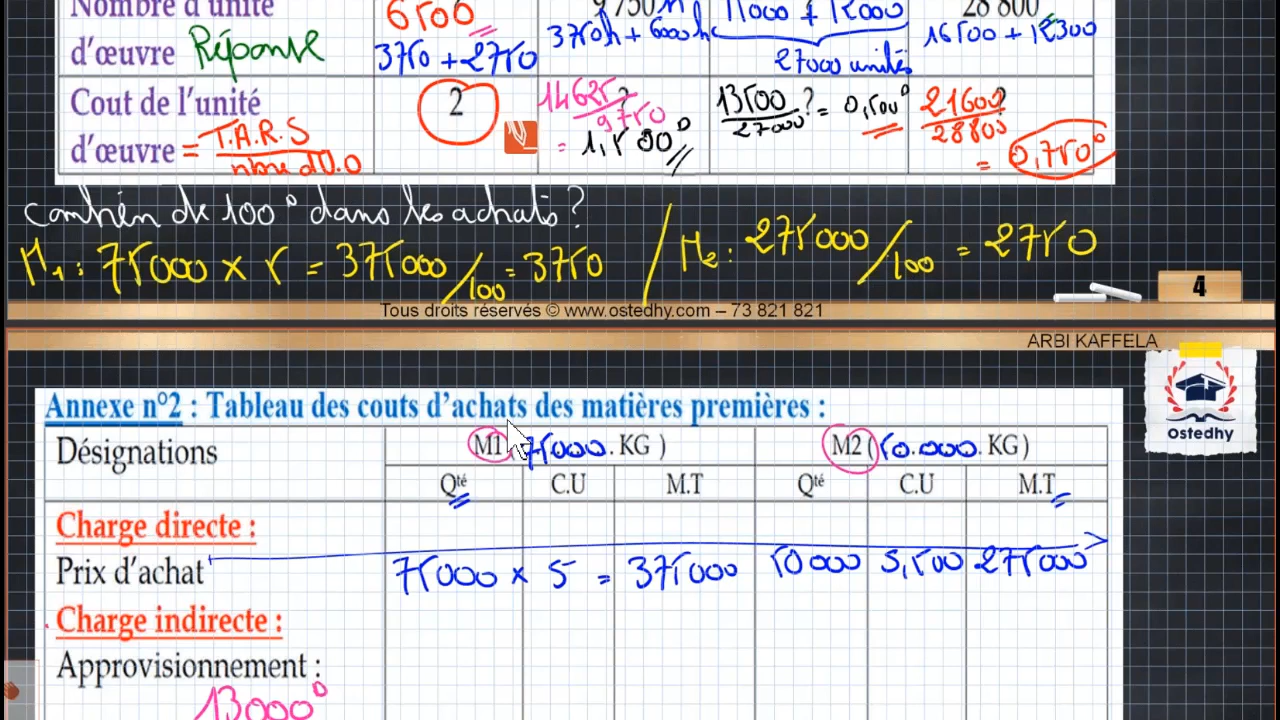 Nombre d'unité 6500 9750 11000 + 16000 28 800
d'œuvre Réponse 3750 + 2750 3750h + 6000h 27000 unités 16500 + 12300
Cout de l'unité 2 14625 ? 13500 ? = 0,500° 21600 ?
d'œuvre = T.A.R.S 9750 27000 28800
nbre d'U.O = 1,500° = 0,750°
combien de 100° dans les achats ?
M1 : 75000 × 5 = 375000/100 = 3750 / M2 : 275000/100 = 2750
4
Tous droits réservés © www.ostedhy.com – 73 821 821
ARBI KAFFELA
Ostedhy
Annexe n°2 : Tableau des couts d'achats des matières premières :
Désignations M1 ( 75000. KG ) M2 ( 50.000. KG )
Qté C.U M.T Qté C.U M.T
Charge directe :
Prix d'achat 75000 × 5 = 375000 50000 5,500 275000
Charge indirecte :
Approvisionnement :
13000°